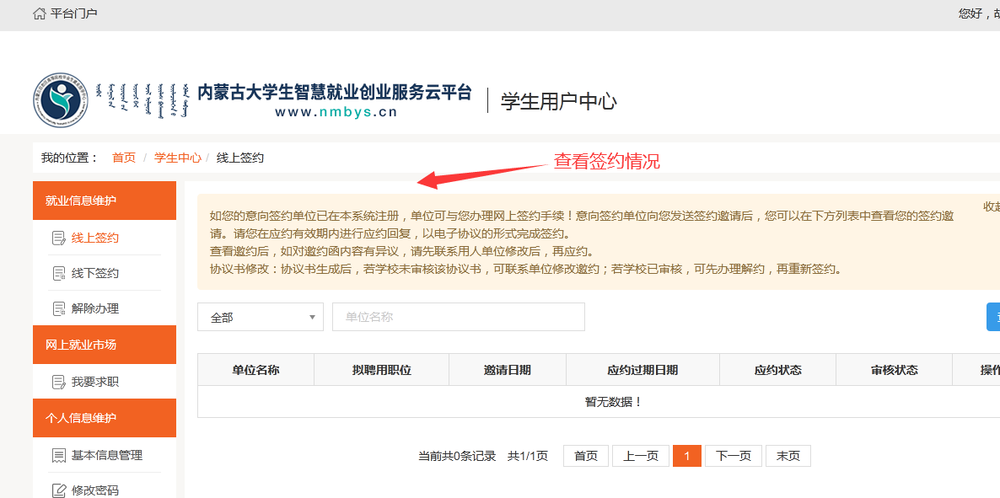 平台门户
您好，
内蒙古大学生智慧就业创业服务云平台
www.nmbys.cn
学生用户中心
我的位置： 首页 / 学生中心 / 线上签约
查看签约情况
就业信息维护
线上签约
线下签约
解除办理
网上就业市场
我要求职
个人信息维护
基本信息管理
修改密码
收起
如您的意向签约单位已在本系统注册，单位可与您办理网上签约手续！意向签约单位向您发送签约邀请后，您可以在下方列表中查看您的签约邀
请。请您在应约有效期内进行应约回复，以电子协议的形式完成签约。
查看邀约后，如对邀约函内容有异议，请先联系用人单位修改后，再应约。
协议书修改：协议书生成后，若学校未审核该协议书，可联系单位修改邀约；若学校已审核，可先办理解约，再重新签约。
全部 单位名称
单位名称 拟聘用职位 邀请日期 应约过期日期 应约状态 审核状态 操作
暂无数据！
当前共0条记录 共1/1页 首页 上一页 1 下一页 末页